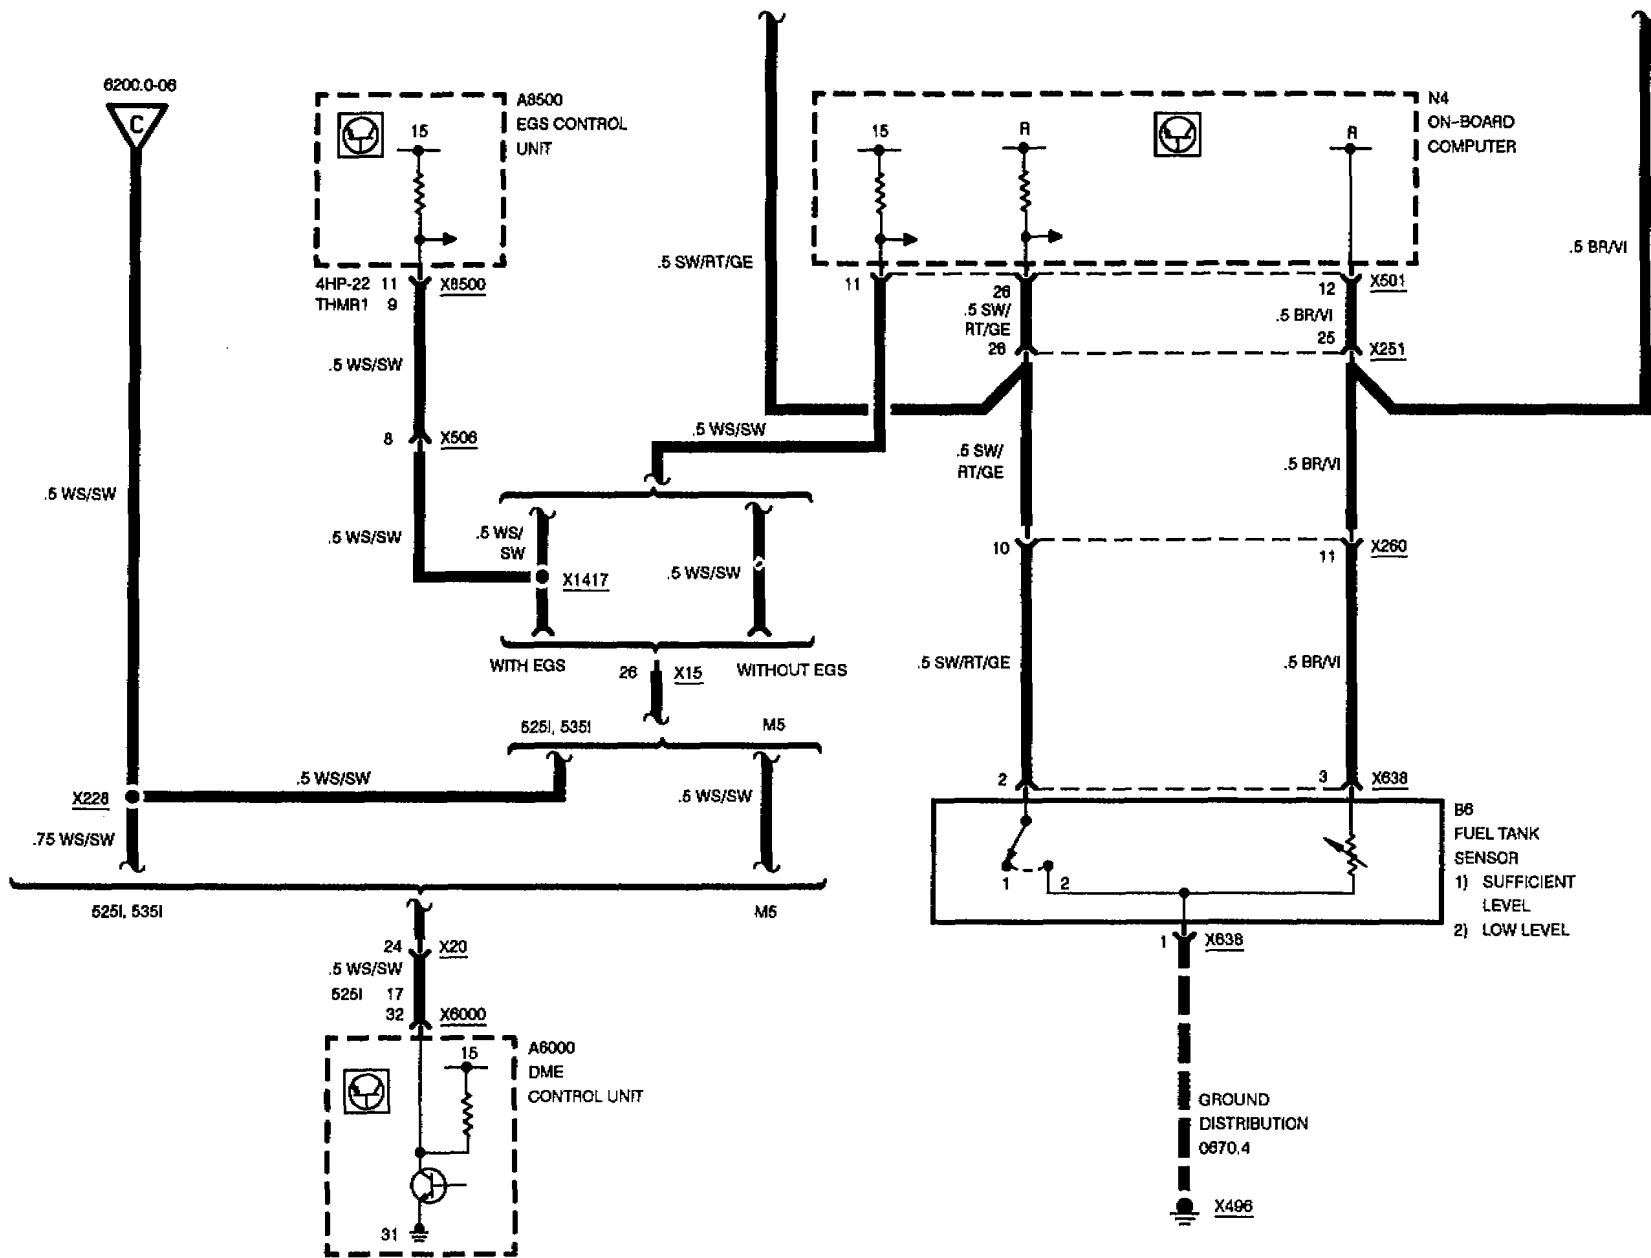 6200.0-06
C
A8500
EGS CONTROL
UNIT
15
4HP-22 11 X8500
THMR1 9
.5 WS/SW
8 X506
.5 WS/SW
.5 WS/SW
N4
ON-BOARD
COMPUTER
15
R
R
.5 SW/RT/GE
.5 BR/VI
11
26
12
X501
.5 SW/
RT/GE
.5 BR/VI
26
25
X251
.5 WS/SW
.5 SW/
RT/GE
.5 BR/VI
.5 WS/
SW
X1417
.5 WS/SW
10
11
X260
WITH EGS
WITHOUT EGS
26 X15
.5 SW/RT/GE
.5 BR/VI
525I, 535I
M5
.5 WS/SW
.5 WS/SW
X228
.75 WS/SW
525I, 535I
M5
2
3
X638
1
2
B6
FUEL TANK
SENSOR
1) SUFFICIENT
LEVEL
2) LOW LEVEL
1 X638
24 X20
.5 WS/SW
525I 17
32 X6000
A6000
DME
CONTROL UNIT
15
31
GROUND
DISTRIBUTION
0670.4
X496